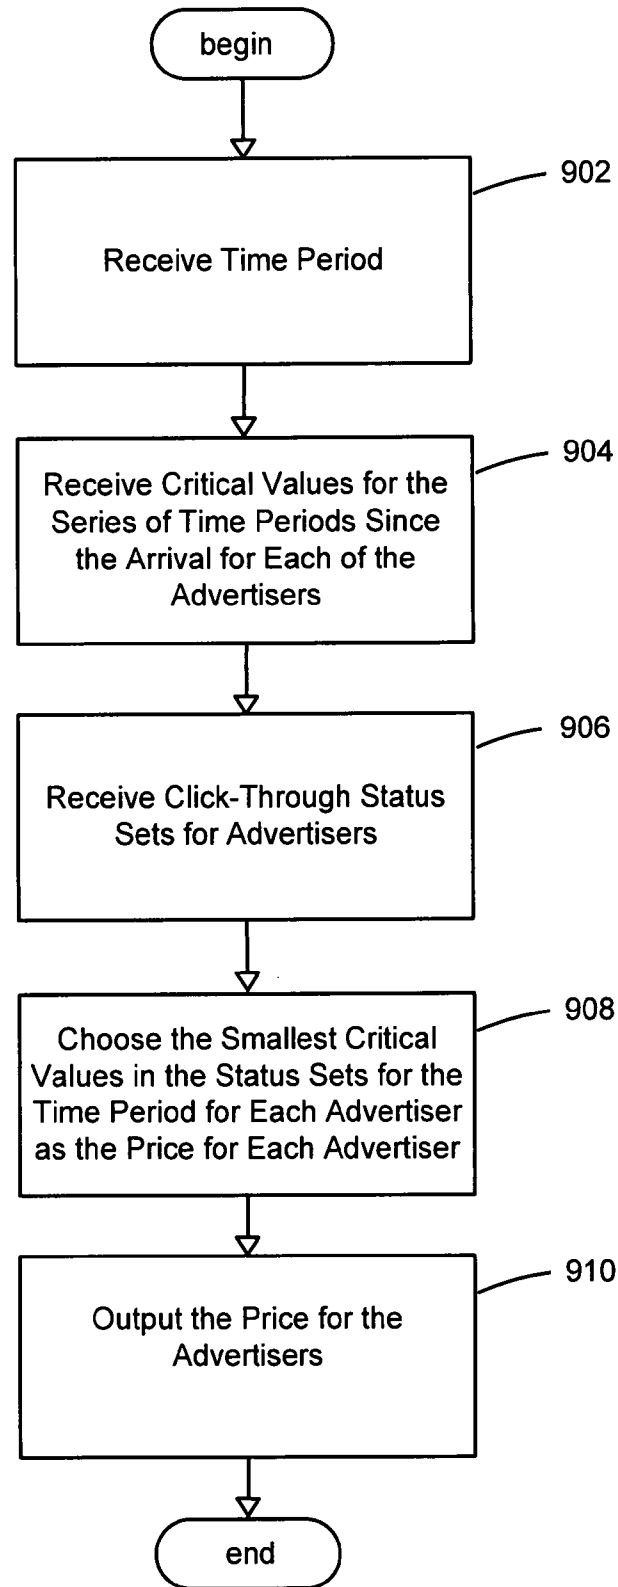 begin
902
Receive Time Period
904
Receive Critical Values for the
Series of Time Periods Since
the Arrival for Each of the
Advertisers
906
Receive Click-Through Status
Sets for Advertisers
908
Choose the Smallest Critical
Values in the Status Sets for the
Time Period for Each Advertiser
as the Price for Each Advertiser
910
Output the Price for the
Advertisers
end